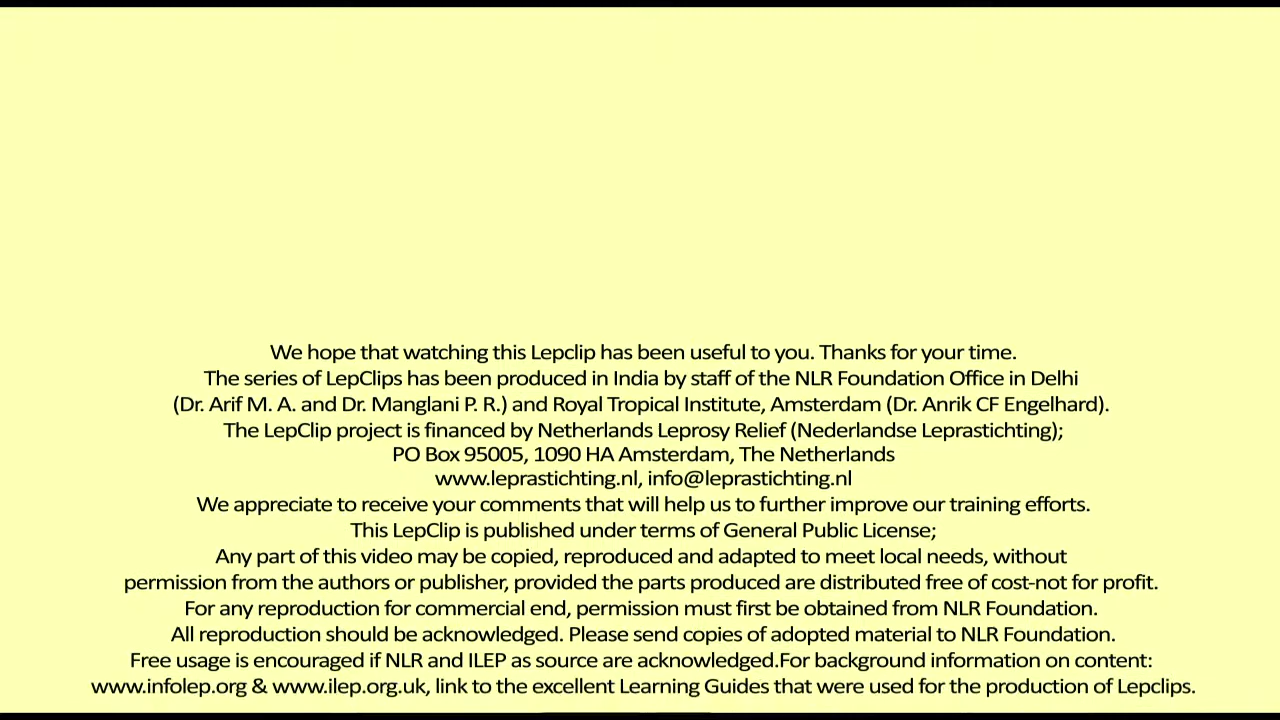 We hope that watching this Lepclip has been useful to you. Thanks for your time.
The series of LepClips has been produced in India by staff of the NLR Foundation Office in Delhi
(Dr. Arif M. A. and Dr. Manglani P. R.) and Royal Tropical Institute, Amsterdam (Dr. Anrik CF Engelhard).
The LepClip project is financed by Netherlands Leprosy Relief (Nederlandse Leprastichting);
PO Box 95005, 1090 HA Amsterdam, The Netherlands
www.leprastichting.nl, info@leprastichting.nl
We appreciate to receive your comments that will help us to further improve our training efforts.
This LepClip is published under terms of General Public License;
Any part of this video may be copied, reproduced and adapted to meet local needs, without
permission from the authors or publisher, provided the parts produced are distributed free of cost-not for profit.
For any reproduction for commercial end, permission must first be obtained from NLR Foundation.
All reproduction should be acknowledged. Please send copies of adopted material to NLR Foundation.
Free usage is encouraged if NLR and ILEP as source are acknowledged.For background information on content:
www.infolep.org & www.ilep.org.uk, link to the excellent Learning Guides that were used for the production of Lepclips.